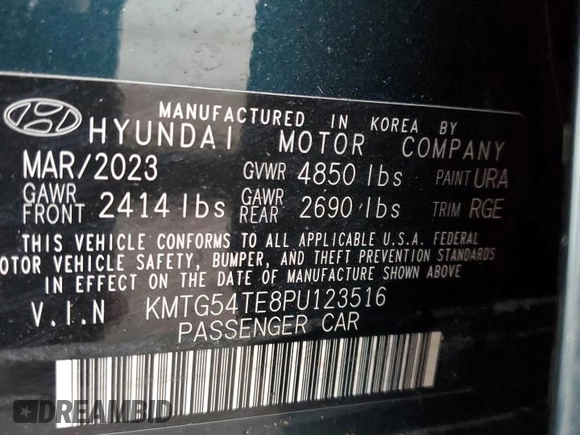 MANUFACTURED IN KOREA BY
HYUNDAI MOTOR COMPANY
MAR/2023 GVWR 4850 lbs PAINT URA
GAWR FRONT 2414 lbs GAWR REAR 2690 lbs TRIM RGE
THIS VEHICLE CONFORMS TO ALL APPLICABLE U.S.A. FEDERAL
OTOR VEHICLE SAFETY, BUMPER, AND THEFT PREVENTION STANDARDS
IN EFFECT ON THE DATE OF MANUFACTURE SHOWN ABOVE
V.I.N KMTG54TE8PU123516
PASSENGER CAR
DREAMBID